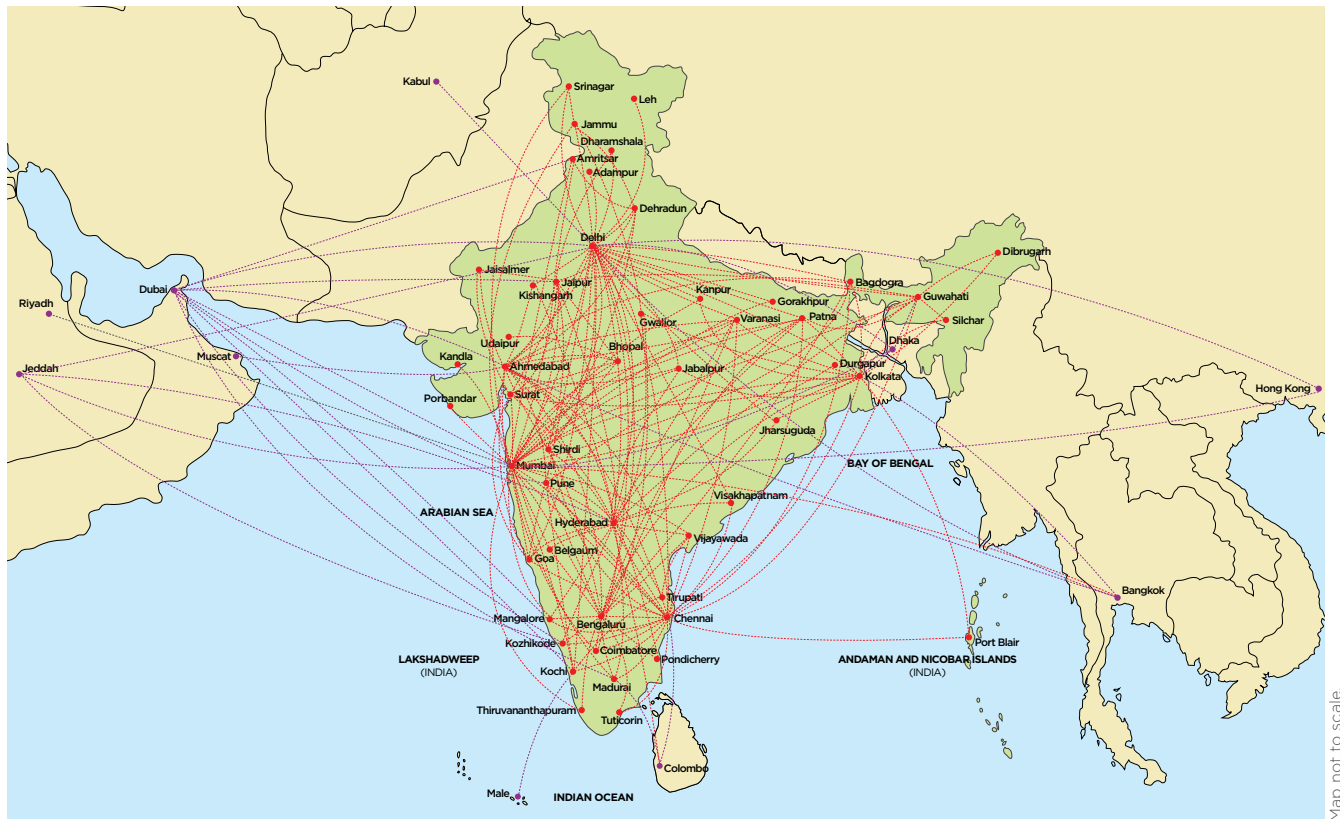 Kabul
Srinagar
Leh
Jammu
Dharamshala
Amritsar
Adampur
Dehradun
Delhi
Dibrugarh
Jaisalmer
Jaipur
Bagdogra
Dubai
Kishangarh
Kanpur
Guwahati
Riyadh
Gorakhpur
Gwalior
Varanasi
Patna
Silchar
Udaipur
Dhaka
Bhopal
Muscat
Kandla
Ahmedabad
Durgapur
Jeddah
Jabalpur
Kolkata
Hong Kong
Surat
Porbandar
Jharsuguda
Shirdi
Mumbai
BAY OF BENGAL
Pune
Visakhapatnam
ARABIAN SEA
Hyderabad
Vijayawada
Belgaum
Goa
Bangkok
Tirupati
Mangalore
Bengaluru
Chennai
Kozhikode
Port Blair
Coimbatore
LAKSHADWEEP
(INDIA)
Pondicherry
ANDAMAN AND NICOBAR ISLANDS
(INDIA)
Kochi
Madurai
Thiruvananthapuram
Tuticorin
Colombo
Male
INDIAN OCEAN
Map not to scale.